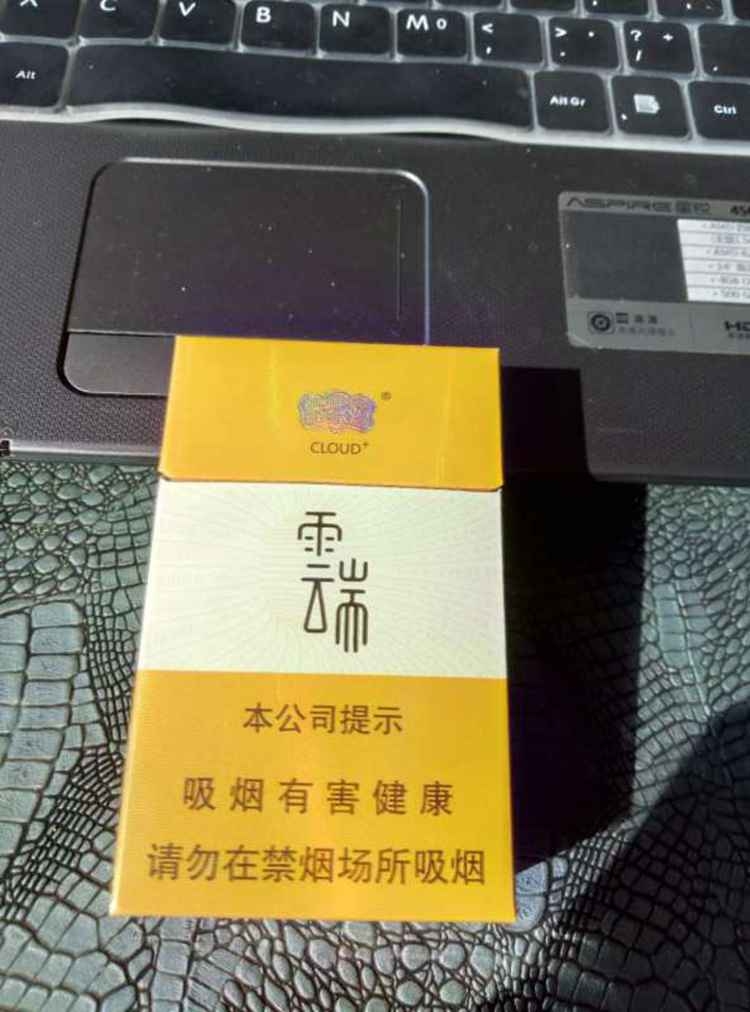 X C V B N M 0 < , > . ? + /
Alt Alt Gr Ctrl
ASPIRE
CLOUD+
雲端
本公司提示
吸烟有害健康
请勿在禁烟场所吸烟